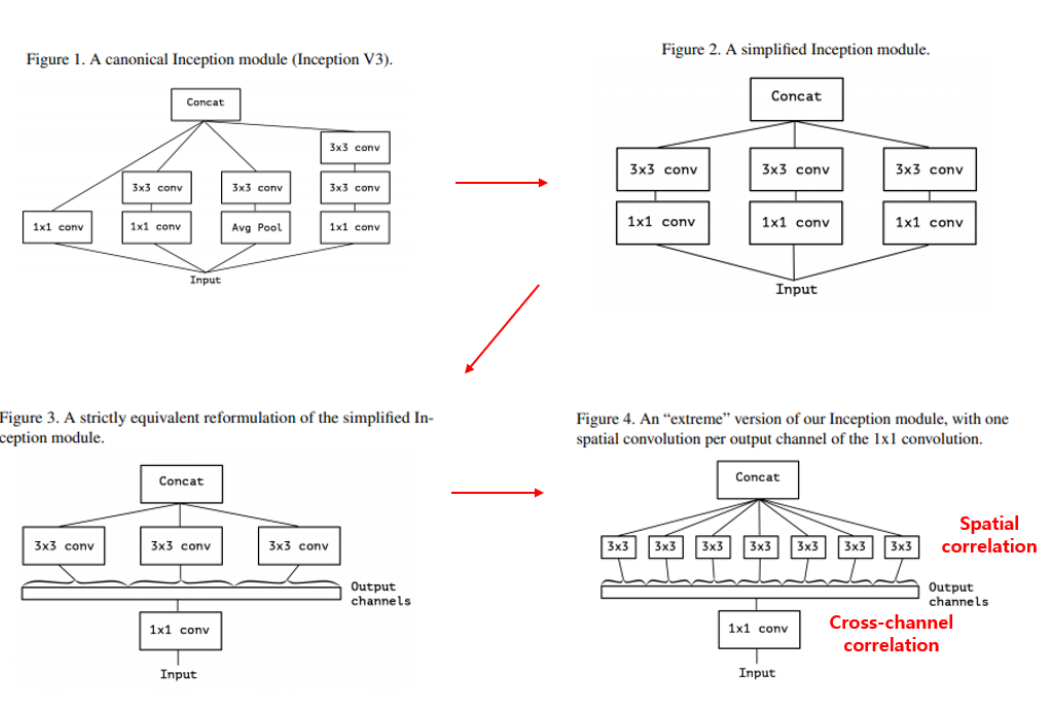 Figure 1. A canonical Inception module (Inception V3).
Concat
3x3 conv
3x3 conv
3x3 conv
3x3 conv
1x1 conv
1x1 conv
Avg Pool
1x1 conv
Input
Figure 2. A simplified Inception module.
Concat
3x3 conv
3x3 conv
3x3 conv
1x1 conv
1x1 conv
1x1 conv
Input
Figure 3. A strictly equivalent reformulation of the simplified In-
ception module.
Concat
3x3 conv
3x3 conv
3x3 conv
Output
channels
1x1 conv
Input
Figure 4. An “extreme” version of our Inception module, with one
spatial convolution per output channel of the 1x1 convolution.
Concat
3x3
3x3
3x3
3x3
3x3
3x3
3x3
Spatial
correlation
Output
channels
1x1 conv
Cross-channel
correlation
Input